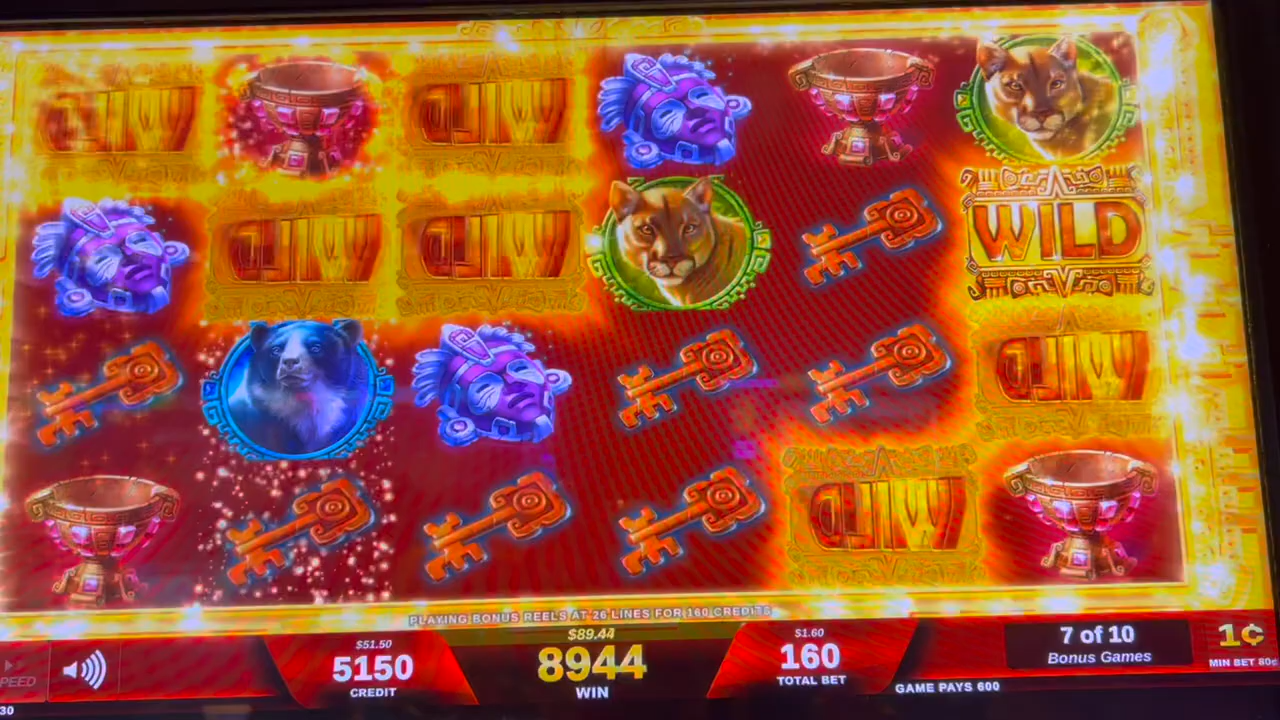 WILD
WILD
WILD
WILD
WILD
WILD
WILD
PLAYING BONUS REELS AT 26 LINES FOR 160 CREDITS
$51.50
5150
CREDIT
$89.44
8944
WIN
$1.60
160
TOTAL BET
GAME PAYS 600
7 of 10
Bonus Games
1¢
MIN BET 80¢
PEED
30